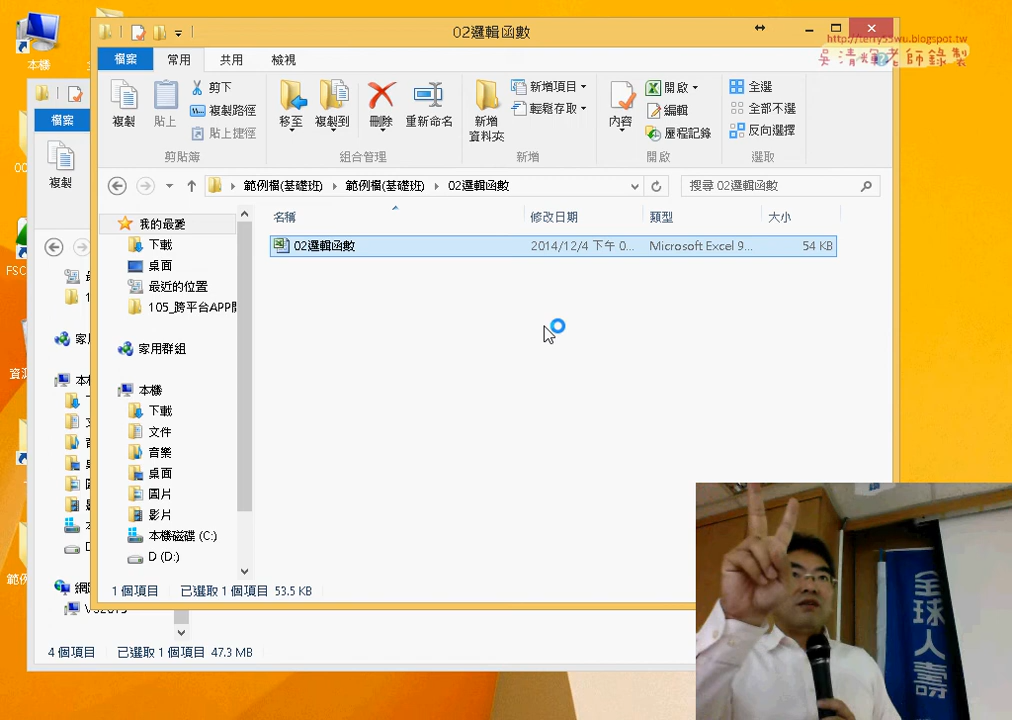 02邏輯函數
http://terry55wu.blogspot.tw
吳清輝老師錄製
檔案 常用 共用 檢視
複製
貼上
剪下
複製路徑
貼上捷徑
剪貼簿
移至
複製到
刪除
重新命名
組合管理
新增
資料夾
新增項目
輕鬆存取
新增
內容
開啟
編輯
歷程記錄
開啟
全選
全部不選
反向選擇
選取
範例檔(基礎班) 範例檔(基礎班) 02邏輯函數
搜尋 02邏輯函數
名稱 修改日期 類型 大小
02邏輯函數 2014/12/4 下午 0... Microsoft Excel 9... 54 KB
我的最愛
下載
桌面
最近的位置
105_跨平台APP
家用群組
本機
下載
文件
音樂
桌面
圖片
影片
本機磁碟 (C:)
D (D:)
1 個項目 已選取 1 個項目 53.5 KB
本機
檔案
複製
4 個項目 已選取 1 個項目 47.3 MB
全球人壽